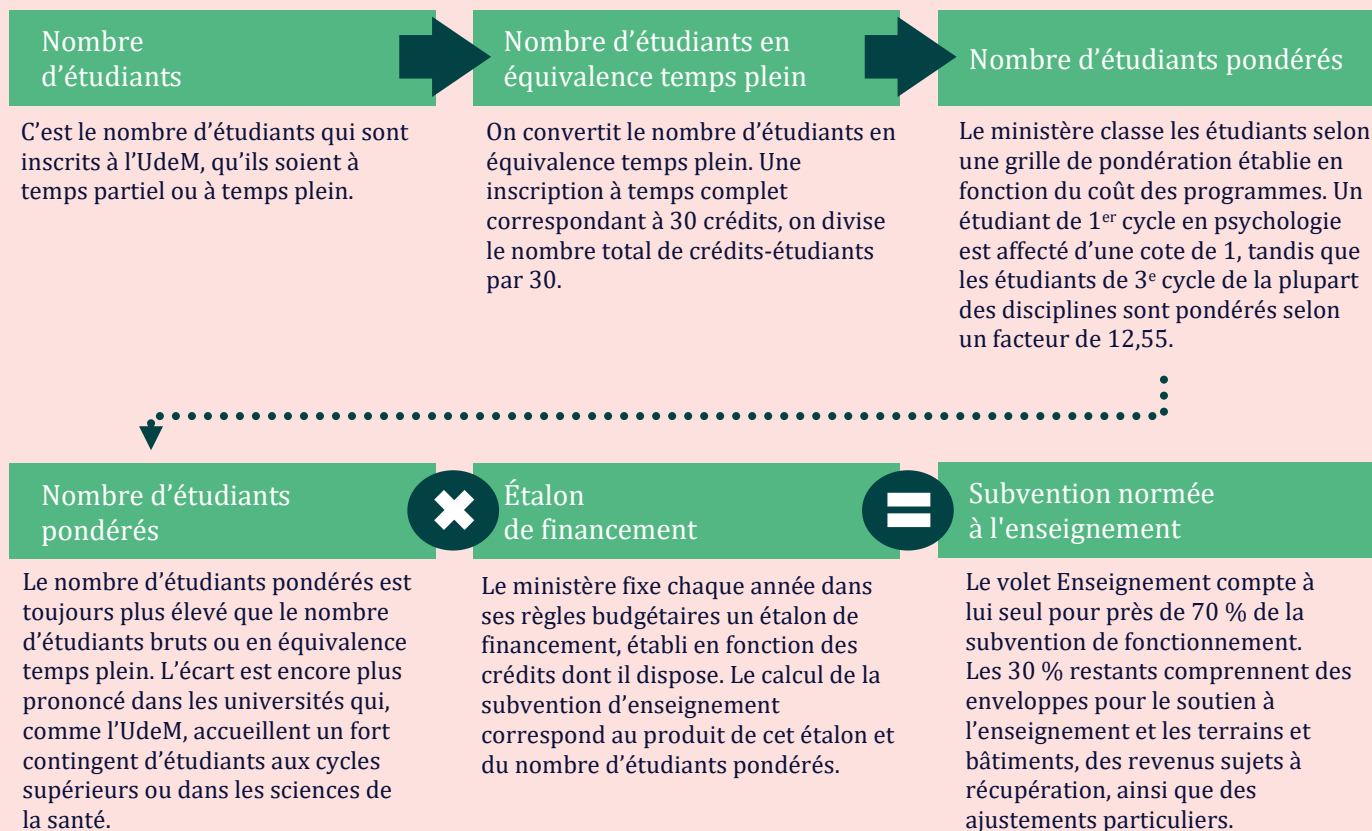 Nombre
d’étudiants
C’est le nombre d’étudiants qui sont
inscrits à l’UdeM, qu’ils soient à
temps partiel ou à temps plein.
Nombre d’étudiants en
équivalence temps plein
On convertit le nombre d’étudiants en
équivalence temps plein. Une
inscription à temps complet
correspondant à 30 crédits, on divise
le nombre total de crédits-étudiants
par 30.
Nombre d’étudiants pondérés
Le ministère classe les étudiants selon
une grille de pondération établie en
fonction du coût des programmes. Un
étudiant de 1er cycle en psychologie
est affecté d’une cote de 1, tandis que
les étudiants de 3e cycle de la plupart
des disciplines sont pondérés selon
un facteur de 12,55.
Nombre d’étudiants
pondérés
Le nombre d’étudiants pondérés est
toujours plus élevé que le nombre
d’étudiants bruts ou en équivalence
temps plein. L’écart est encore plus
prononcé dans les universités qui,
comme l’UdeM, accueillent un fort
contingent d’étudiants aux cycles
supérieurs ou dans les sciences de
la santé.
Étalon
de financement
Le ministère fixe chaque année dans
ses règles budgétaires un étalon de
financement, établi en fonction des
crédits dont il dispose. Le calcul de la
subvention d’enseignement
correspond au produit de cet étalon et
du nombre d’étudiants pondérés.
Subvention normée
à l'enseignement
Le volet Enseignement compte à
lui seul pour près de 70 % de la
subvention de fonctionnement.
Les 30 % restants comprennent des
enveloppes pour le soutien à
l’enseignement et les terrains et
bâtiments, des revenus sujets à
récupération, ainsi que des
ajustements particuliers.